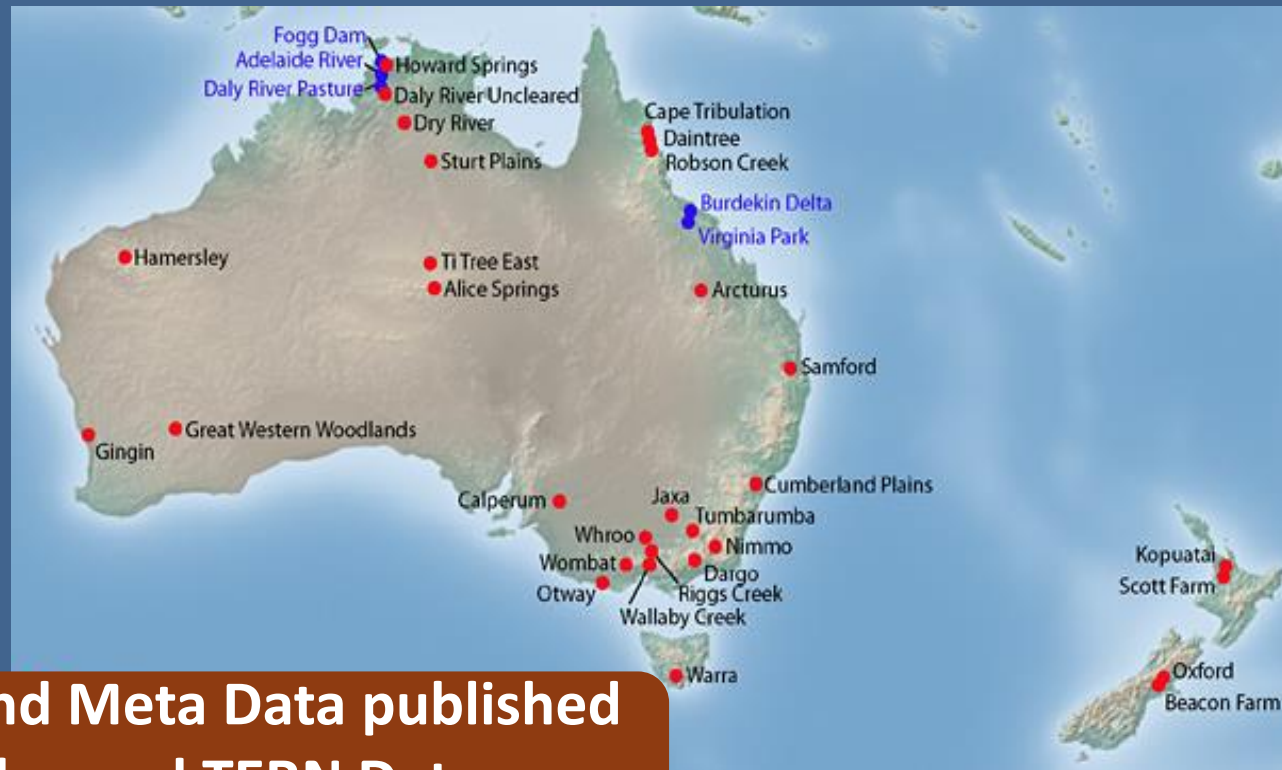 Fogg Dam
Adelaide River
Howard Springs
Daly River Pasture
Daly River Uncleared
Dry River
Cape Tribulation
Daintree
Robson Creek
Sturt Plains
Burdekin Delta
Virginia Park
Hamersley
Ti Tree East
Alice Springs
Arcturus
Samford
Great Western Woodlands
Gingin
Calperum
Jaxa
Cumberland Plains
Tumbarumba
Whroo
Nimmo
Wombat
Dargo
Otway
Riggs Creek
Wallaby Creek
Kopuatai
Scott Farm
Warra
Oxford
Beacon Farm
Meta Data published
TERN